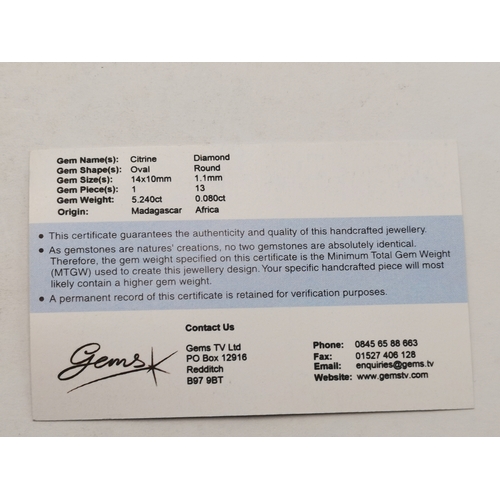 Gem Name(s): Citrine Diamond
Gem Shape(s): Oval Round
Gem Size(s): 14x10mm 1.1mm
Gem Piece(s): 1 13
Gem Weight: 5.240ct 0.080ct
Origin: Madagascar Africa
• This certificate guarantees the authenticity and quality of this handcrafted jewellery.
• As gemstones are natures' creations, no two gemstones are absolutely identical.
Therefore, the gem weight specified on this certificate is the Minimum Total Gem Weight
(MTGW) used to create this jewellery design. Your specific handcrafted piece will most
likely contain a higher gem weight.
• A permanent record of this certificate is retained for verification purposes.
Contact Us
Gems
Gems TV Ltd
PO Box 12916
Redditch
B97 9BT
Phone: 0845 65 88 663
Fax: 01527 406 128
Email: enquiries@gems.tv
Website: www.gemstv.com